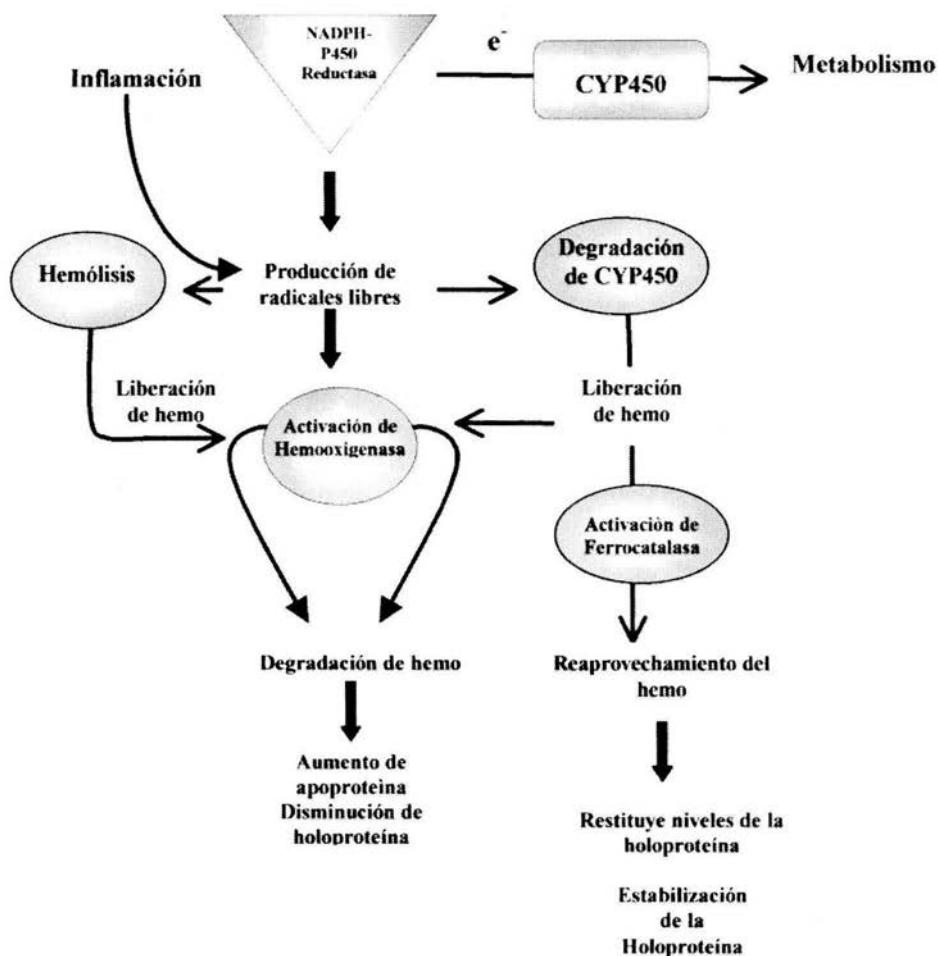 NADPH-
P450
Reductasa
e-
CYP450
Metabolismo
Inflamación
Hemólisis
Producción de
radicales libres
Degradación
de CYP450
Liberación
de hemo
Activación de
Hemooxigenasa
Liberación
de hemo
Activación de
Ferrocatalasa
Degradación de hemo
Reaprovechamiento del
hemo
Aumento de
apoproteìna
Disminución de
holoproteína
Restituye niveles de la
holoproteína
Estabilización
de la
Holoproteína